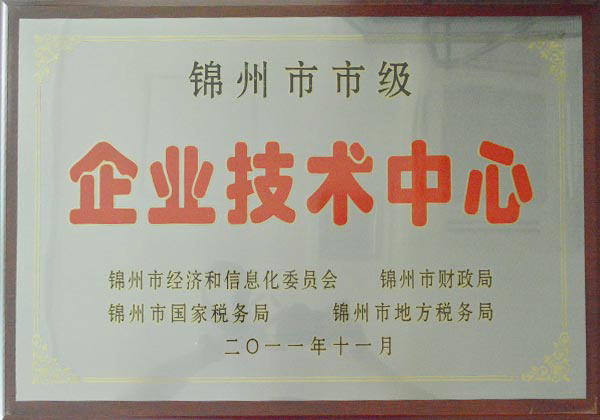 锦州市市级
企业技术中心
锦州市经济和信息化委员会 锦州市财政局
锦州市国家税务局 锦州市地方税务局
二〇一一年十一月